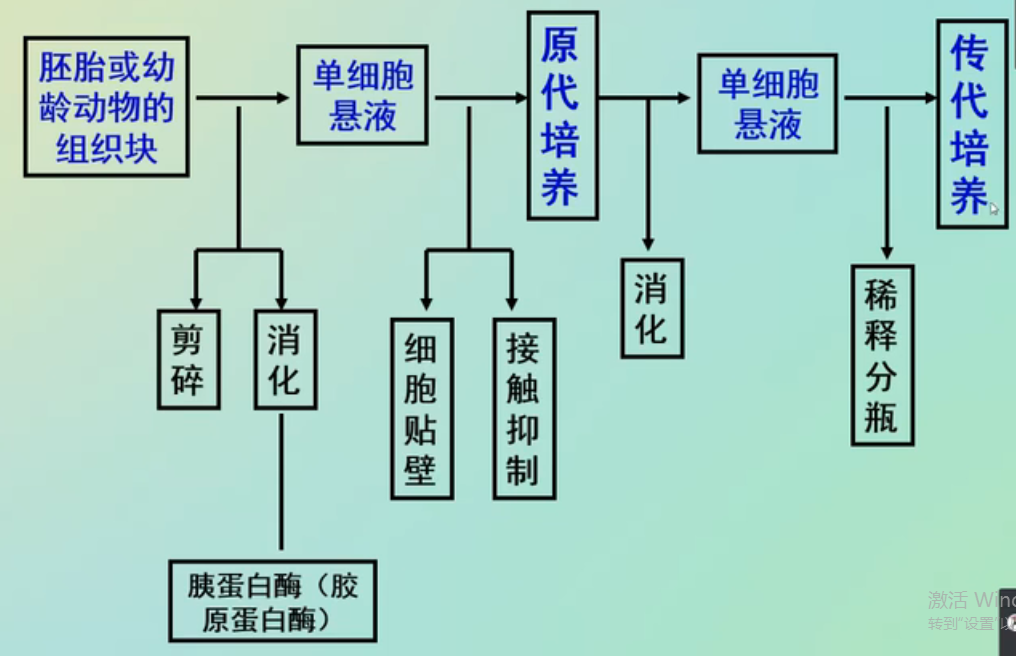 胚胎或幼
龄动物的
组织块
单细胞
悬液
原
代
培
养
单细胞
悬液
传
代
培
养
剪
碎
消
化
细
胞
贴
壁
接
触
抑
制
消
化
稀
释
分
瓶
胰蛋白酶（胶
原蛋白酶）
激活 Win
转到"设置"以